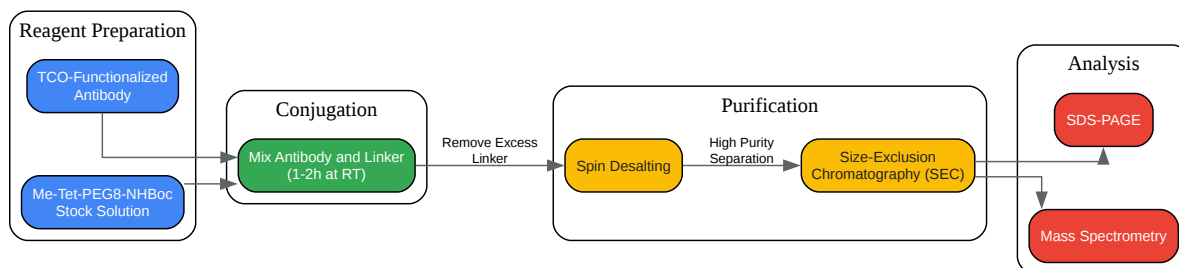 Reagent Preparation
TCO-Functionalized
Antibody
Me-Tet-PEG8-NHBoc
Stock Solution
Conjugation
Mix Antibody and Linker
(1-2h at RT)
Remove Excess
Linker
Purification
Spin Desalting
High Purity
Separation
Size-Exclusion
Chromatography (SEC)
Analysis
SDS-PAGE
Mass Spectrometry